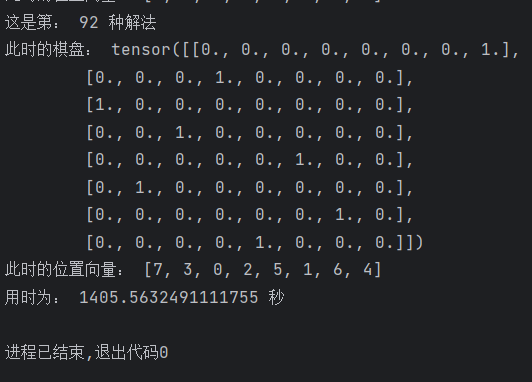 这是第： 92 种解法
此时的棋盘： tensor([[0., 0., 0., 0., 0., 0., 0., 1.],
[0., 0., 0., 1., 0., 0., 0., 0.],
[1., 0., 0., 0., 0., 0., 0., 0.],
[0., 0., 1., 0., 0., 0., 0., 0.],
[0., 0., 0., 0., 0., 1., 0., 0.],
[0., 1., 0., 0., 0., 0., 0., 0.],
[0., 0., 0., 0., 0., 0., 1., 0.],
[0., 0., 0., 0., 1., 0., 0., 0.]])
此时的位置向量： [7, 3, 0, 2, 5, 1, 6, 4]
用时为： 1405.5632491111755 秒
进程已结束,退出代码0